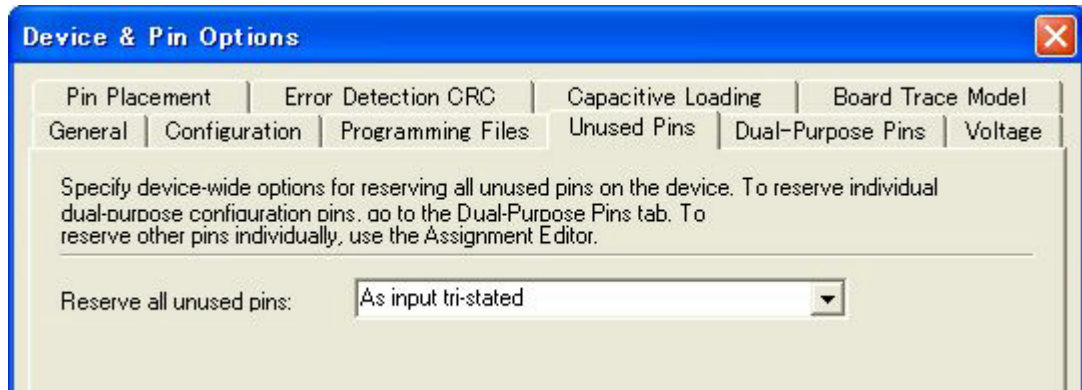 Device & Pin Options
Pin Placement
Error Detection CRC
Capacitive Loading
Board Trace Model
General
Configuration
Programming Files
Unused Pins
Dual-Purpose Pins
Voltage
Specify device-wide options for reserving all unused pins on the device. To reserve individual
dual-purpose configuration pins, go to the Dual-Purpose Pins tab. To
reserve other pins individually, use the Assignment Editor.
Reserve all unused pins:
As input tri-stated